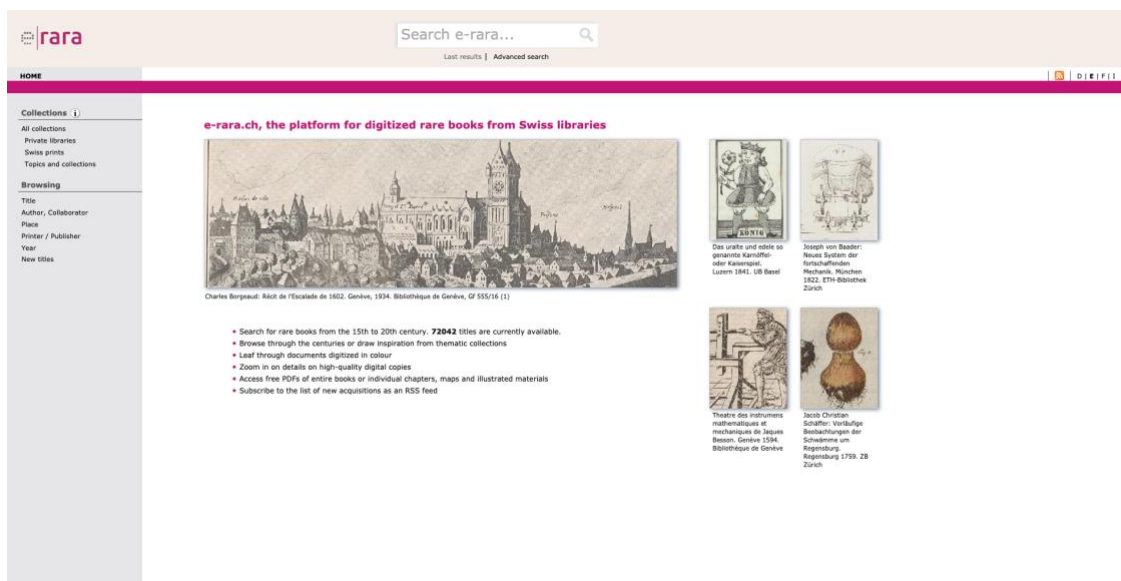 e rara
Search e-rara...
Last results | Advanced search
HOME
D | E | F | I
Collections i
All collections
Private libraries
Swiss prints
Topics and collections
Browsing
Title
Author, Collaborator
Place
Printer / Publisher
Year
New titles
e-rara.ch, the platform for digitized rare books from Swiss libraries
Charles Borgeaud: Récit de l'Escalade de 1602. Genève, 1934. Bibliothèque de Genève, Gf 555/16 (1)
• Search for rare books from the 15th to 20th century. 72042 titles are currently available.
• Browse through the centuries or draw inspiration from thematic collections
• Leaf through documents digitized in colour
• Zoom in on details on high-quality digital copies
• Access free PDFs of entire books or individual chapters, maps and illustrated materials
• Subscribe to the list of new acquisitions as an RSS feed
KÖNIG
Das uralte und edele so
genannte Karnöffel-
oder Kaiserspiel.
Luzern 1841. UB Basel
Joseph von Baader:
Neues System der
fortschaffenden
Mechanik. München
1822. ETH-Bibliothek
Zürich
Theatre des instrumens
mathematiques et
mechaniques de Jaques
Besson. Genève 1594.
Bibliothèque de Genève
Jacob Christian
Schäffer: Vorläufige
Beobachtungen der
Schwämme um
Regensburg.
Regensburg 1759. ZB
Zürich